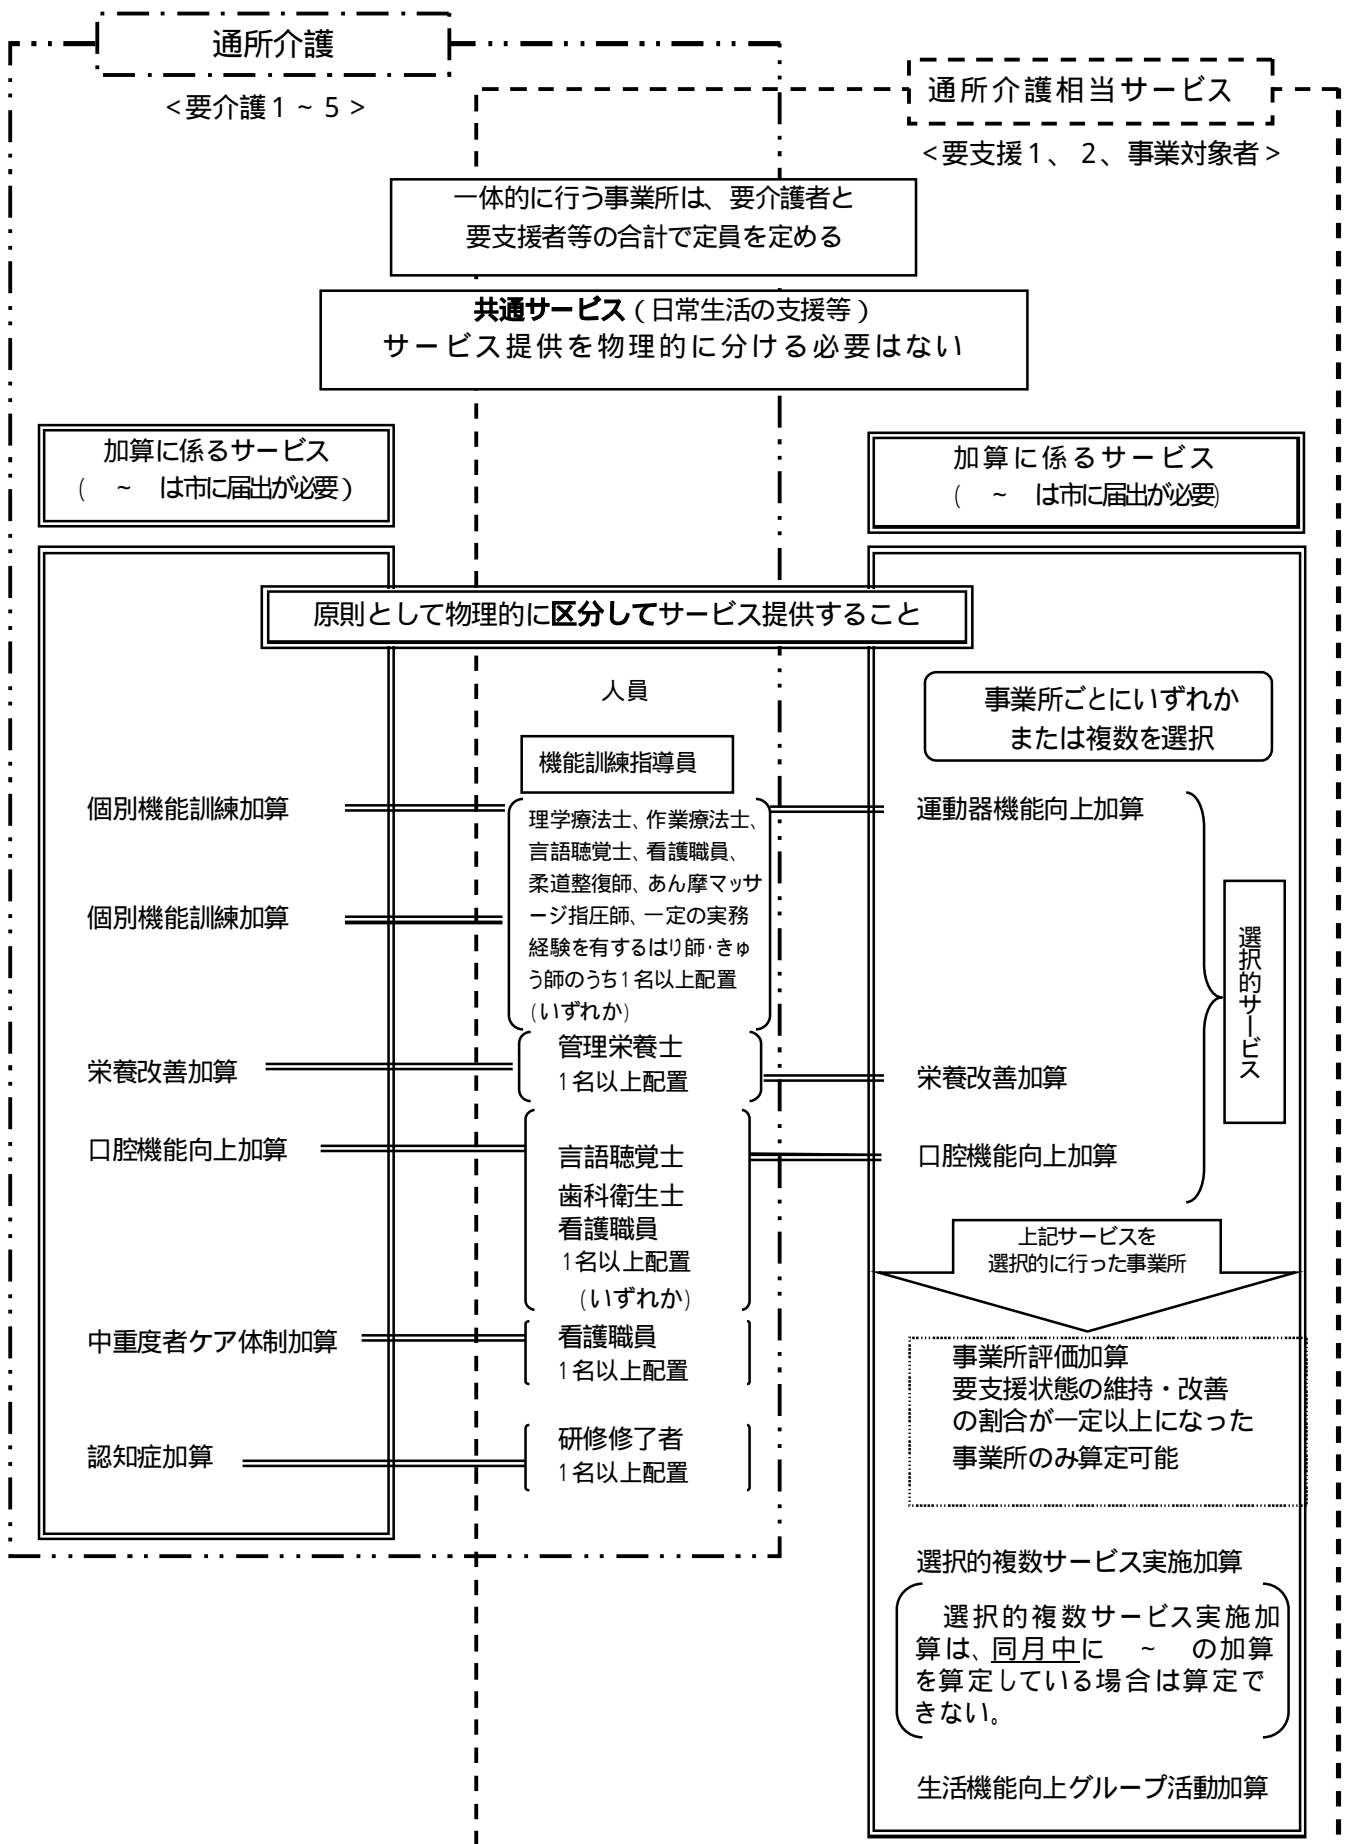 通所介護
<要介護1～5>
通所介護相当サービス
<要支援1、2、事業対象者>
一体的に行う事業所は、要介護者と
要支援者等の合計で定員を定める
共通サービス(日常生活の支援等)
サービス提供を物理的に分ける必要はない
加算に係るサービス
(　～　は市に届出が必要)
加算に係るサービス
(　～　は市に届出が必要)
原則として物理的に区分してサービス提供すること
人員
機能訓練指導員
個別機能訓練加算
個別機能訓練加算
栄養改善加算
口腔機能向上加算
中重度者ケア体制加算
認知症加算
理学療法士、作業療法士、
言語聴覚士、看護職員、
柔道整復師、あん摩マッサ
ージ指圧師、一定の実務
経験を有するはり師・きゅ
う師のうち1名以上配置
(いずれか)
管理栄養士
1名以上配置
言語聴覚士
歯科衛生士
看護職員
1名以上配置
(いずれか)
看護職員
1名以上配置
研修修了者
1名以上配置
事業所ごとにいずれか
または複数を選択
運動器機能向上加算
栄養改善加算
口腔機能向上加算
選択的サービス
上記サービスを
選択的に行った事業所
事業所評価加算
要支援状態の維持・改善
の割合が一定以上になった
事業所のみ算定可能
選択的複数サービス実施加算
選択的複数サービス実施加
算は、同月中に　～　の加算
を算定している場合は算定で
きない。
生活機能向上グループ活動加算